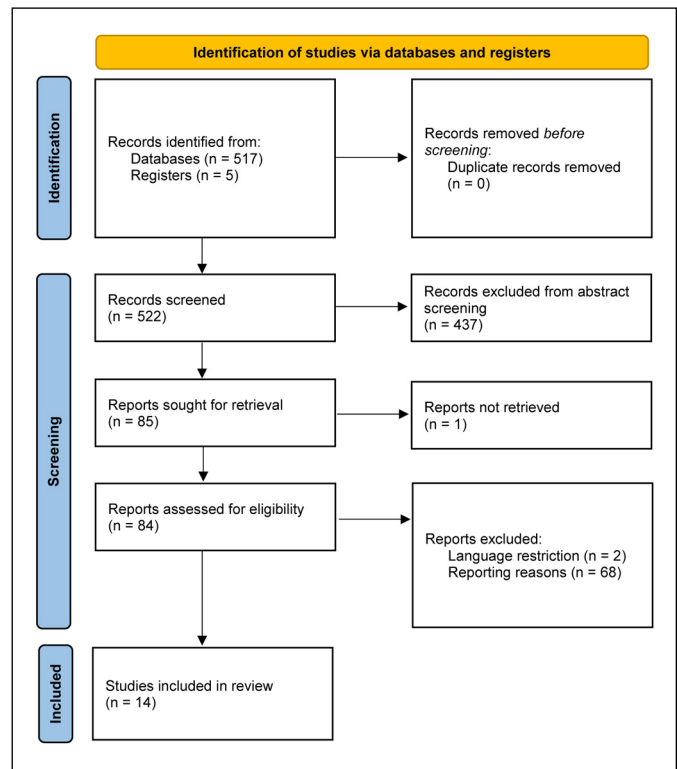 Identification of studies via databases and registers
Identification
Records identified from:
Databases (n = 517)
Registers (n = 5)
Records removed before
screening:
Duplicate records removed
(n = 0)
Screening
Records screened
(n = 522)
Records excluded from abstract
screening
(n = 437)
Reports sought for retrieval
(n = 85)
Reports not retrieved
(n = 1)
Reports assessed for eligibility
(n = 84)
Reports excluded:
Language restriction (n = 2)
Reporting reasons (n = 68)
Included
Studies included in review
(n = 14)